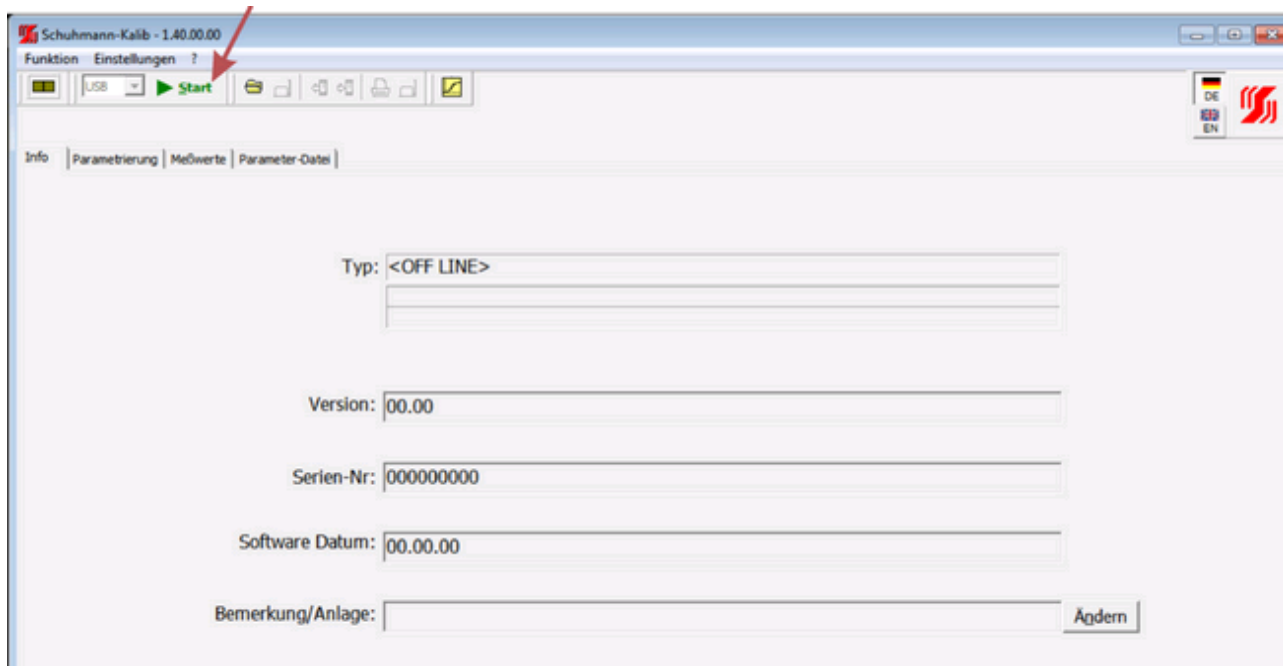 Schuhmann-Kalib - 1.40.00.00
Funktion Einstellungen ?
USB Start
DE
EN
Info Parametrierung Meßwerte Parameter-Datei
Typ: <OFF LINE>
Version: 00.00
Serien-Nr: 000000000
Software Datum: 00.00.00
Bemerkung/Anlage: Ändern